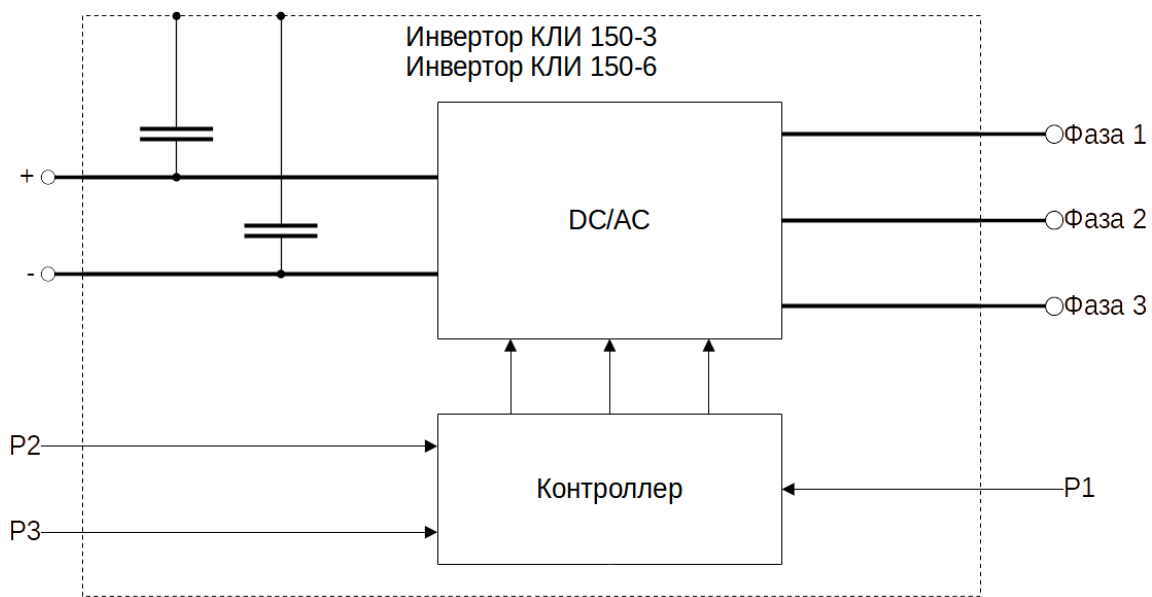 Инвертор КЛИ 150-3
Инвертор КЛИ 150-6
Фаза 1
+
DC/AC
Фаза 2
-
Фаза 3
P2
Контроллер
P1
P3